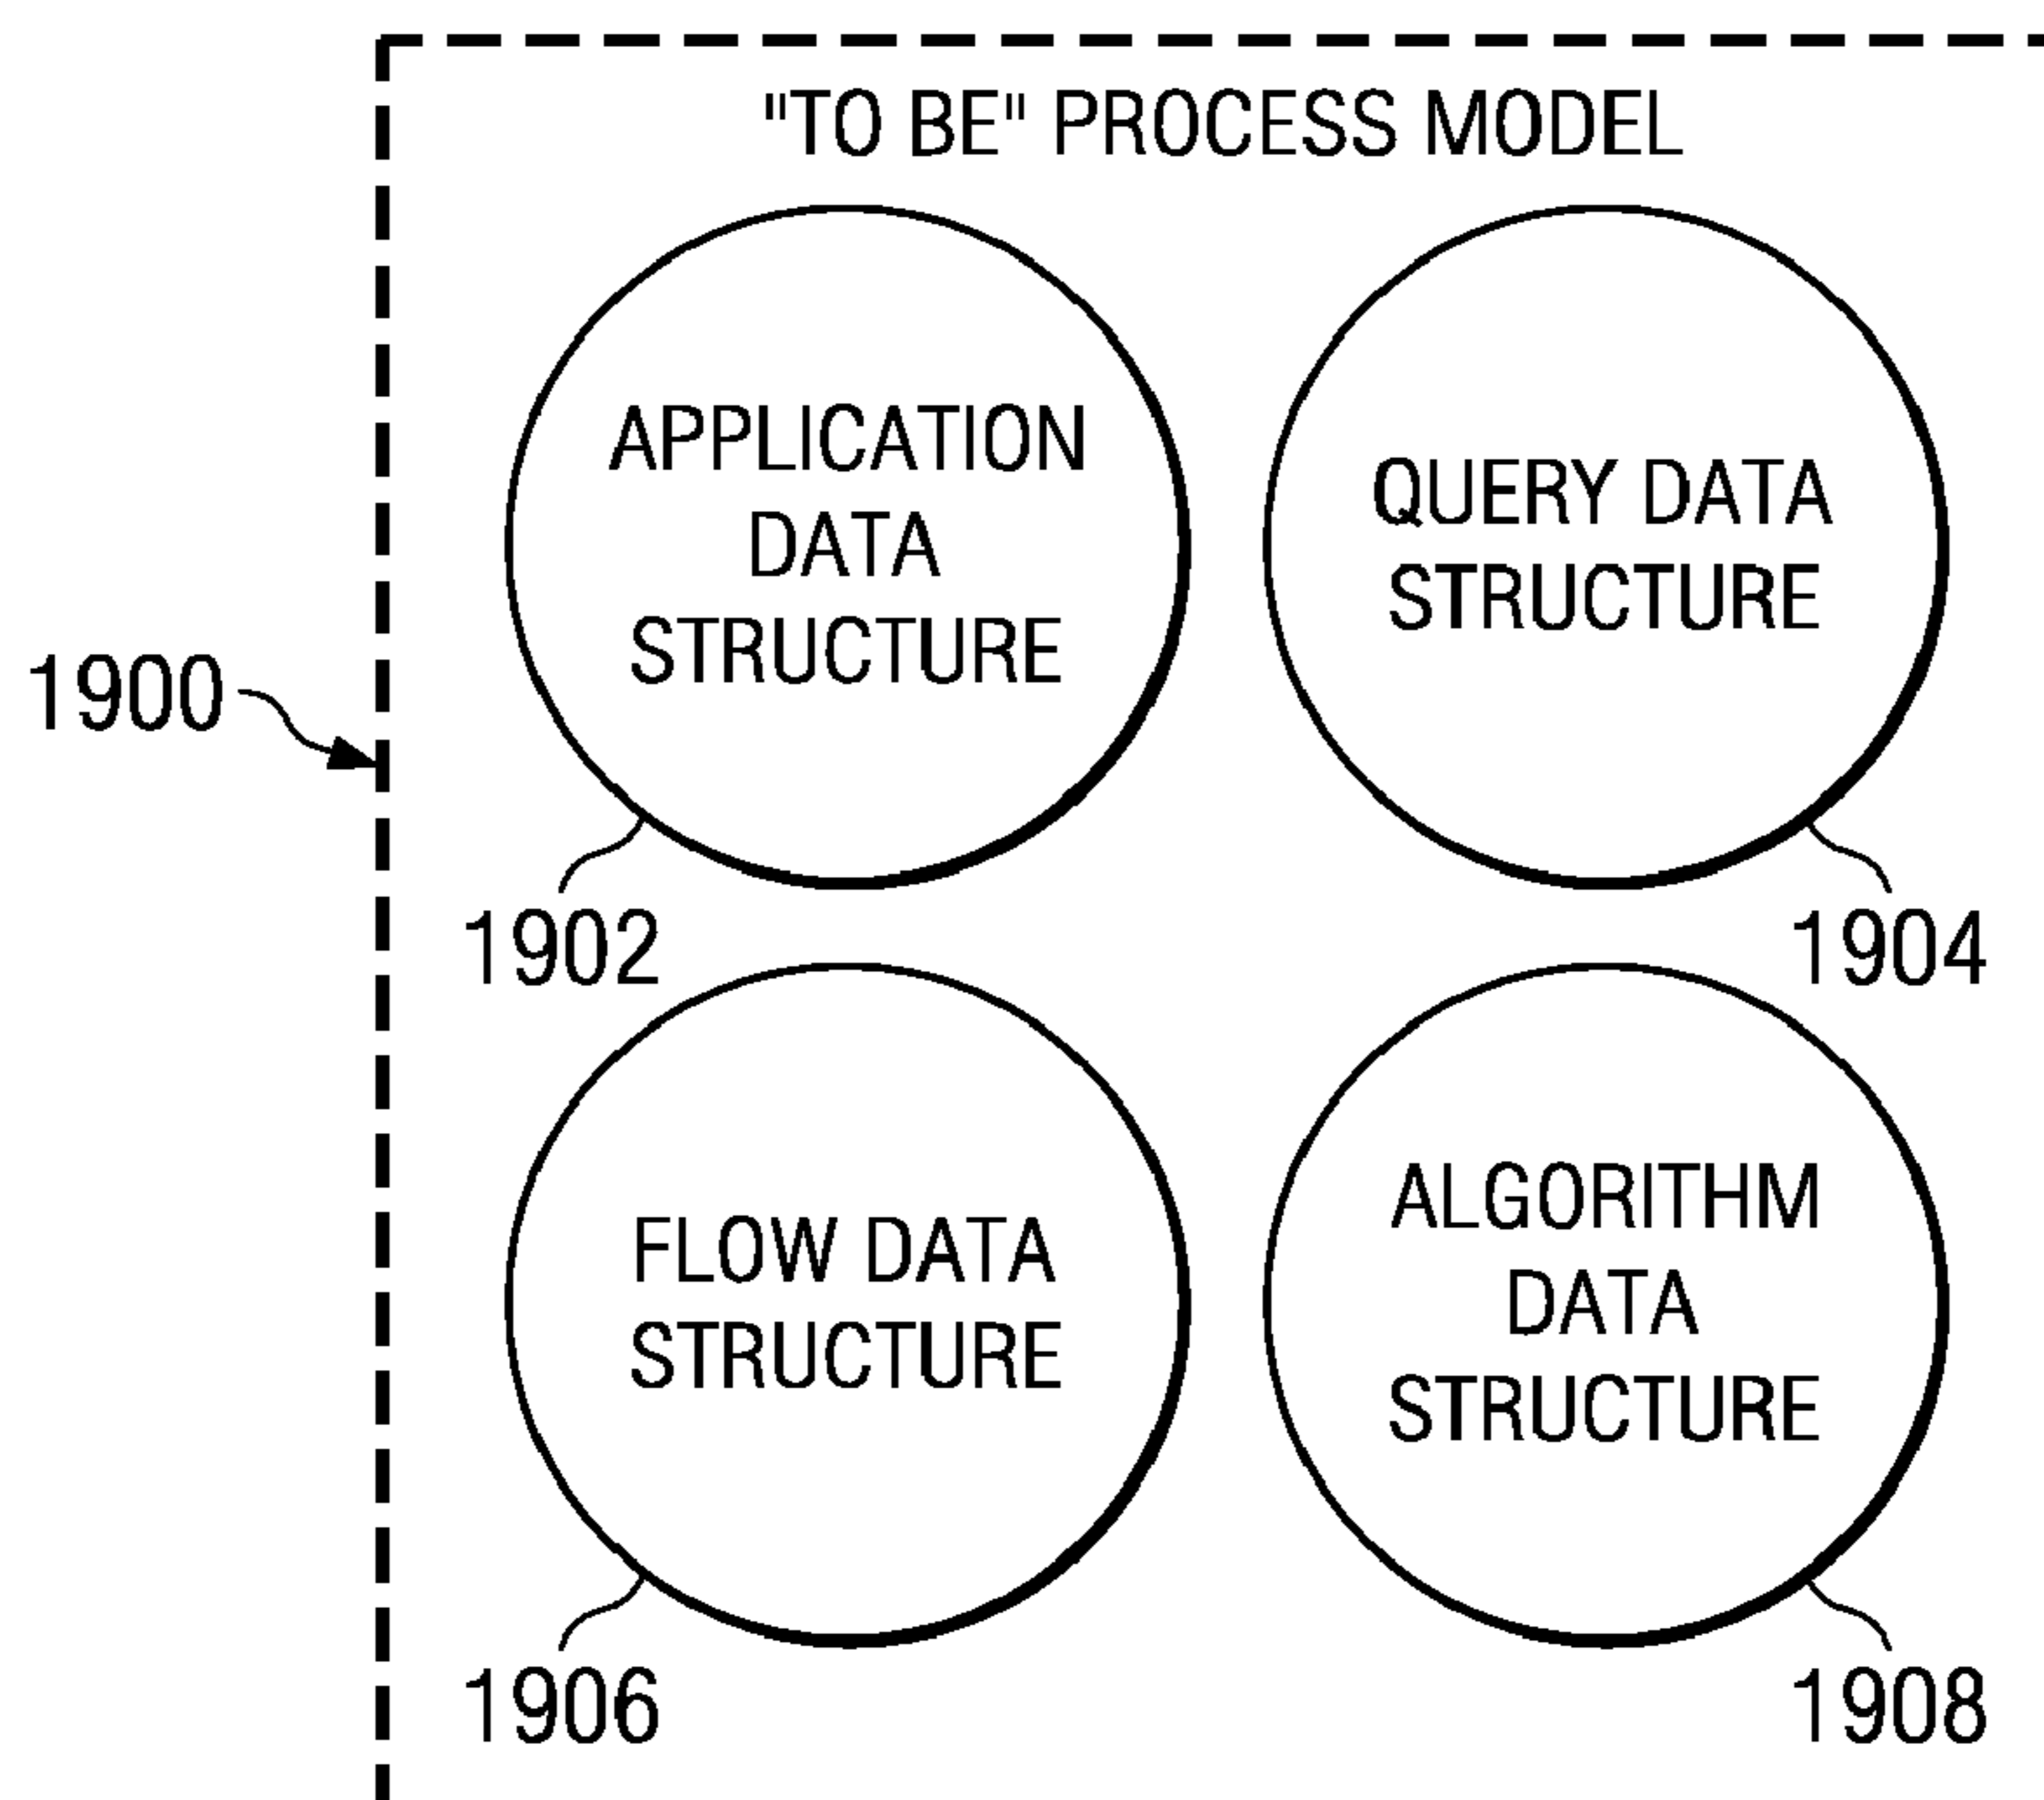 "TO BE" PROCESS MODEL
APPLICATION
DATA
STRUCTURE
QUERY DATA
STRUCTURE
1900
1902
1904
FLOW DATA
STRUCTURE
ALGORITHM
DATA
STRUCTURE
1906
1908